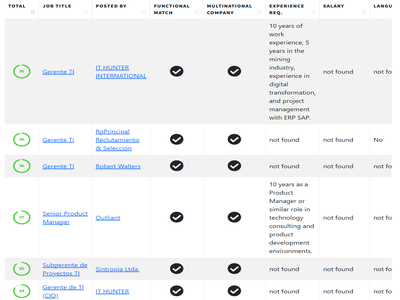 TOTAL JOB TITLE POSTED BY FUNCTIONAL MATCH MULTINATIONAL COMPANY EXPERIENCE REQ. SALARY LANGU
Gerente TI IT HUNTER INTERNATIONAL 10 years of work experience, 5 years in the mining industry, experience in digital transformation, and project management with ERP SAP. not found not fo
Gerente TI RpPrincipal Reclutamiento & Selección not found not found No
96 Gerente TI Robert Walters not found not found not fo
Senior Product Manager Outliant 10 years as a Product Manager or similar role in technology consulting and product development environments. not found not fo
Subgerente de Proyectos TI Sintropia Ltda. not found not found not fo
94 Gerente de TI (CIO) IT HUNTER not found not found not fo